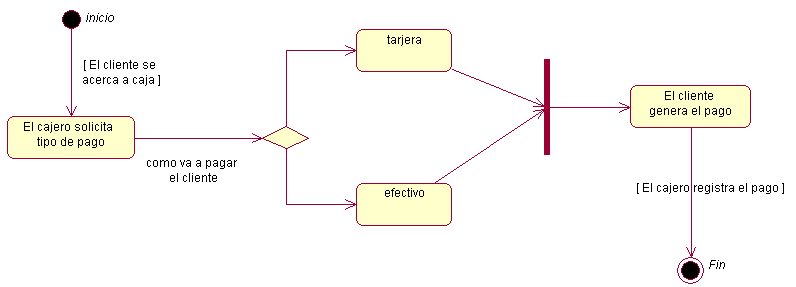 inicio
[ El cliente se
acerca a caja ]
El cajero solicita
tipo de pago
como va a pagar
el cliente
tarjera
efectivo
El cliente
genera el pago
[ El cajero registra el pago ]
Fin